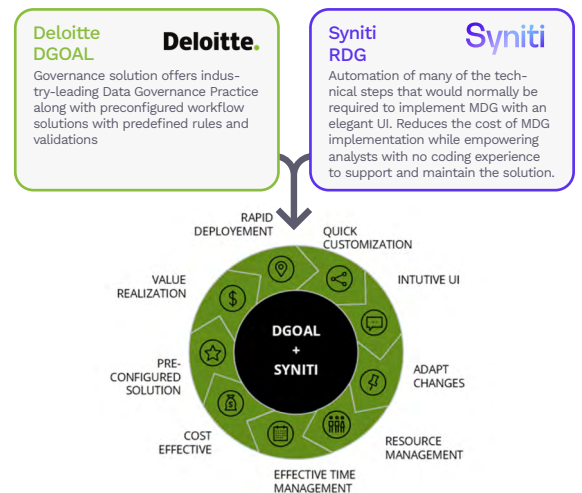 Deloitte
DGOAL
Deloitte.
Governance solution offers indus-
try-leading Data Governance Practice
along with preconfigured workflow
solutions with predefined rules and
validations
Syniti
RDG
Syniti
Automation of many of the tech-
nical steps that would normally be
required to implement MDG with an
elegant UI. Reduces the cost of MDG
implementation while empowering
analysts with no coding experience
to support and maintain the solution.
RAPID
DEPLOYEMENT
QUICK
CUSTOMIZATION
VALUE
REALIZATION
INTUTIVE UI
$
DGOAL
+
SYNITI
PRE-
CONFIGURED
SOLUTION
ADAPT
CHANGES
$
COST
EFFECTIVE
RESOURCE
MANAGEMENT
EFFECTIVE TIME
MANAGEMENT